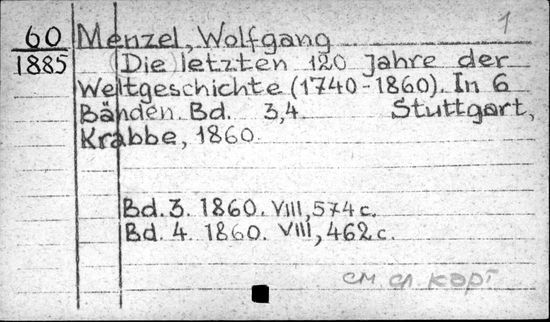 1
60 Menzel, Wolfgang
1885 (Die) letzten 120 Jahre der
Weltgeschichte (1740-1860). In 6
Bänden. Bd. 3,4 Stuttgart,
Krabbe, 1860.
Bd. 3. 1860. VIII, 574 c.
Bd. 4. 1860. VIII, 462 c.
см. сл. карт